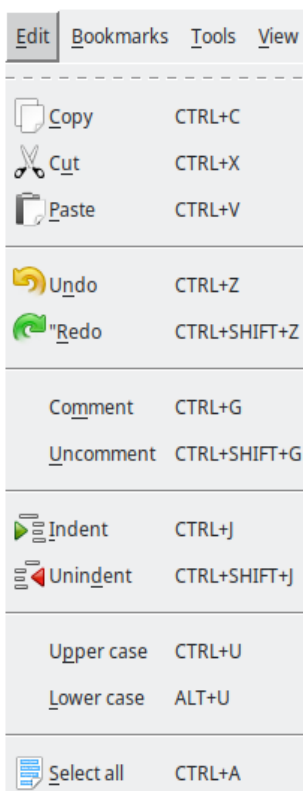 Edit Bookmarks Tools View
Copy CTRL+C
Cut CTRL+X
Paste CTRL+V
Undo CTRL+Z
"Redo CTRL+SHIFT+Z
Comment CTRL+G
Uncomment CTRL+SHIFT+G
Indent CTRL+J
Unindent CTRL+SHIFT+J
Upper case CTRL+U
Lower case ALT+U
Select all CTRL+A